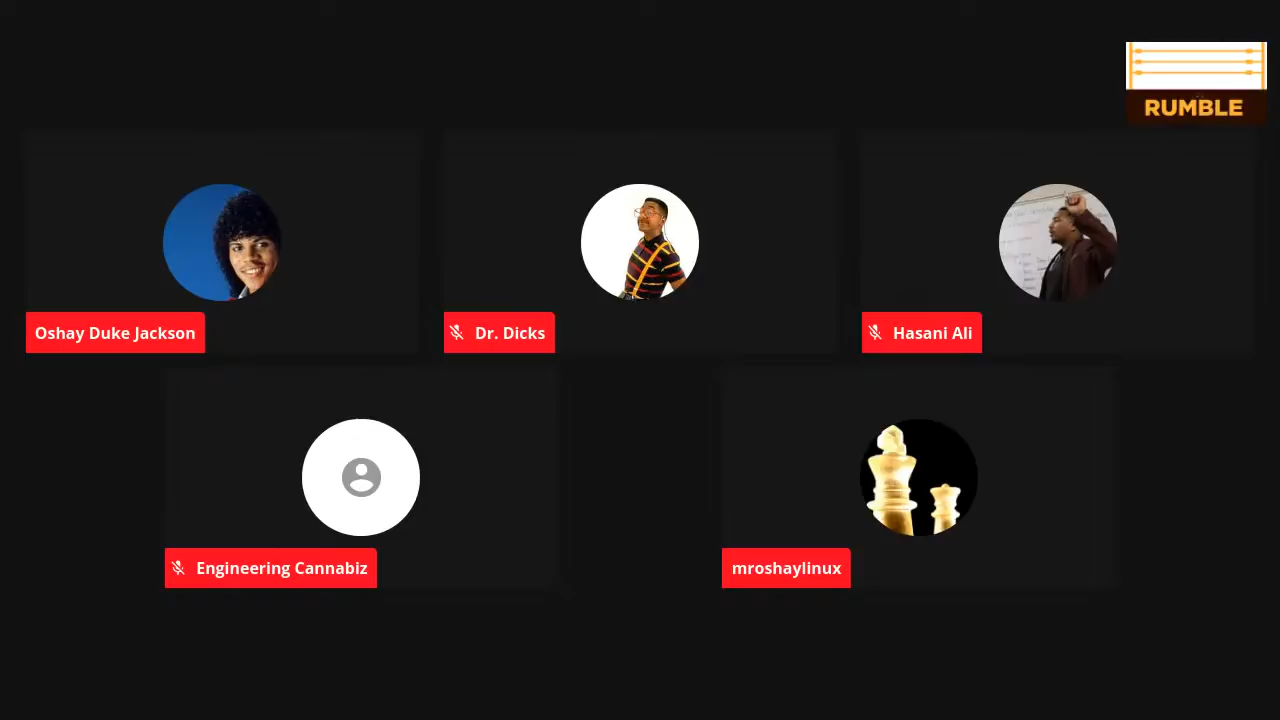 RUMBLE
Oshay Duke Jackson
Dr. Dicks
Hasani Ali
Engineering Cannabiz
mroshaylinux